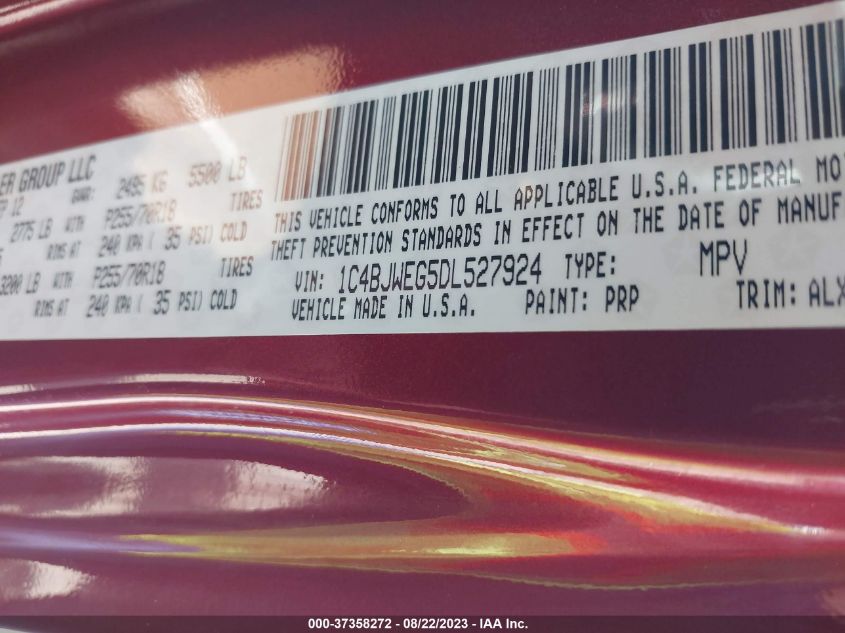 ER GROUP LLC
12 GVWR: 2495 KG 5500 LB
2775 LB WITH P255/70R18 TIRES
RIMS AT 240 KPA ( 35 PSI) COLD
3200 LB WITH P255/70R18 TIRES
RIMS AT 240 KPA ( 35 PSI) COLD
THIS VEHICLE CONFORMS TO ALL APPLICABLE U.S.A. FEDERAL MO
THEFT PREVENTION STANDARDS IN EFFECT ON THE DATE OF MANUF
VIN: 1C4BJWEG5DL527924 TYPE: MPV
VEHICLE MADE IN U.S.A. PAINT: PRP TRIM: ALX
000-37358272 - 08/22/2023 - IAA Inc.